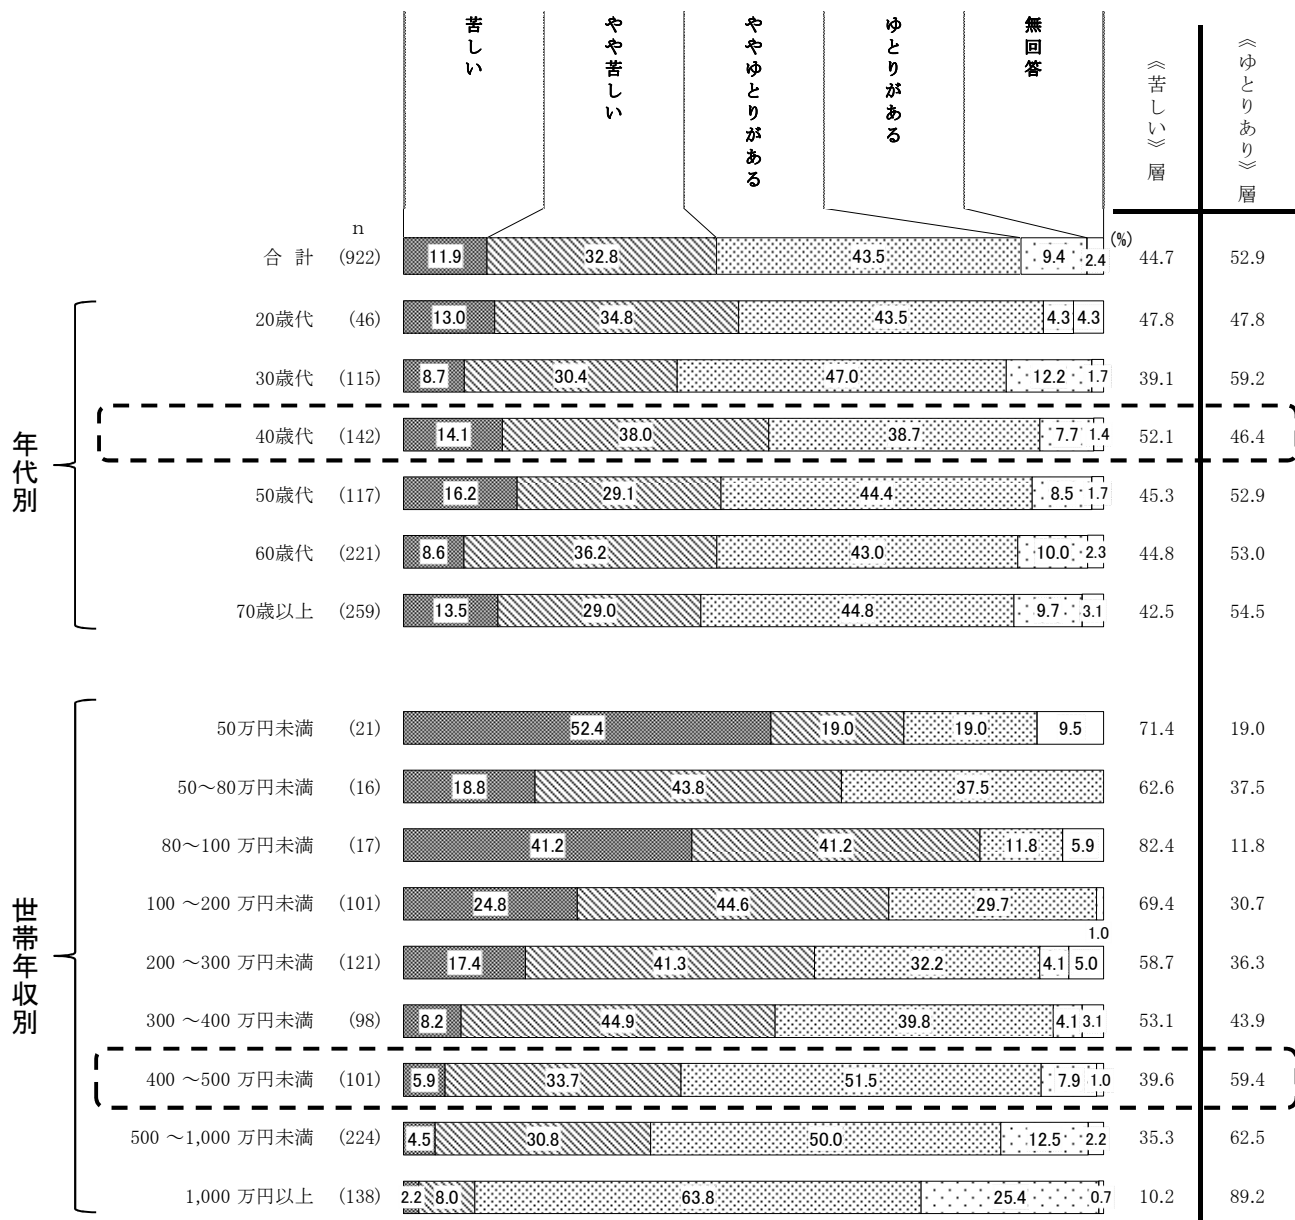 苦しい
やや苦しい
ややゆとりがある
ゆとりがある
無回答
《苦しい》層
《ゆとりあり》層
n
(%)
合 計 (922) 11.9 32.8 43.5 9.4 2.4 44.7 52.9
年代別
20歳代 (46) 13.0 34.8 43.5 4.3 4.3 47.8 47.8
30歳代 (115) 8.7 30.4 47.0 12.2 1.7 39.1 59.2
40歳代 (142) 14.1 38.0 38.7 7.7 1.4 52.1 46.4
50歳代 (117) 16.2 29.1 44.4 8.5 1.7 45.3 52.9
60歳代 (221) 8.6 36.2 43.0 10.0 2.3 44.8 53.0
70歳以上 (259) 13.5 29.0 44.8 9.7 3.1 42.5 54.5
世帯年収別
50万円未満 (21) 52.4 19.0 19.0 9.5 71.4 19.0
50～80万円未満 (16) 18.8 43.8 37.5 62.6 37.5
80～100 万円未満 (17) 41.2 41.2 11.8 5.9 82.4 11.8
100 ～200 万円未満 (101) 24.8 44.6 29.7 1.0 69.4 30.7
200 ～300 万円未満 (121) 17.4 41.3 32.2 4.1 5.0 58.7 36.3
300 ～400 万円未満 (98) 8.2 44.9 39.8 4.1 3.1 53.1 43.9
400 ～500 万円未満 (101) 5.9 33.7 51.5 7.9 1.0 39.6 59.4
500 ～1,000 万円未満 (224) 4.5 30.8 50.0 12.5 2.2 35.3 62.5
1,000 万円以上 (138) 2.2 8.0 63.8 25.4 0.7 10.2 89.2